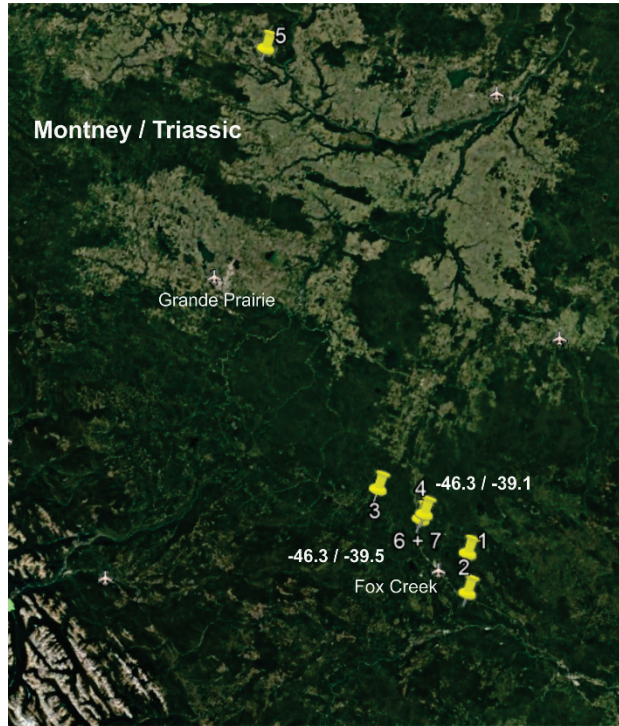 5
Montney / Triassic
Grande Prairie
4
-46.3 / -39.1
3
6 + 7
1
-46.3 / -39.5
2
Fox Creek